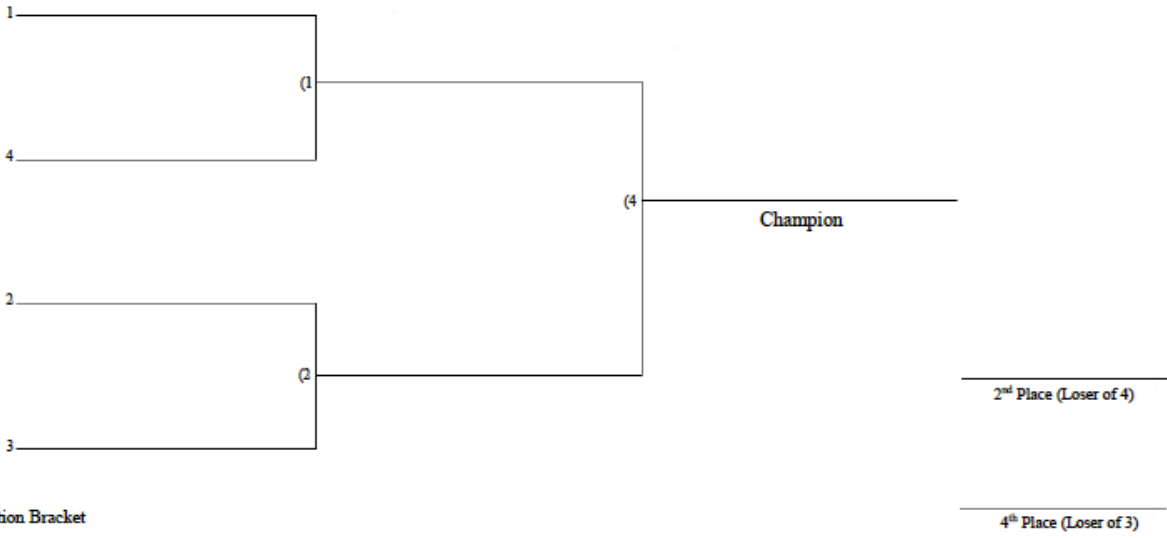 1
(1
4
(4
Champion
2
(2
2nd Place (Loser of 4)
3
tion Bracket
4th Place (Loser of 3)